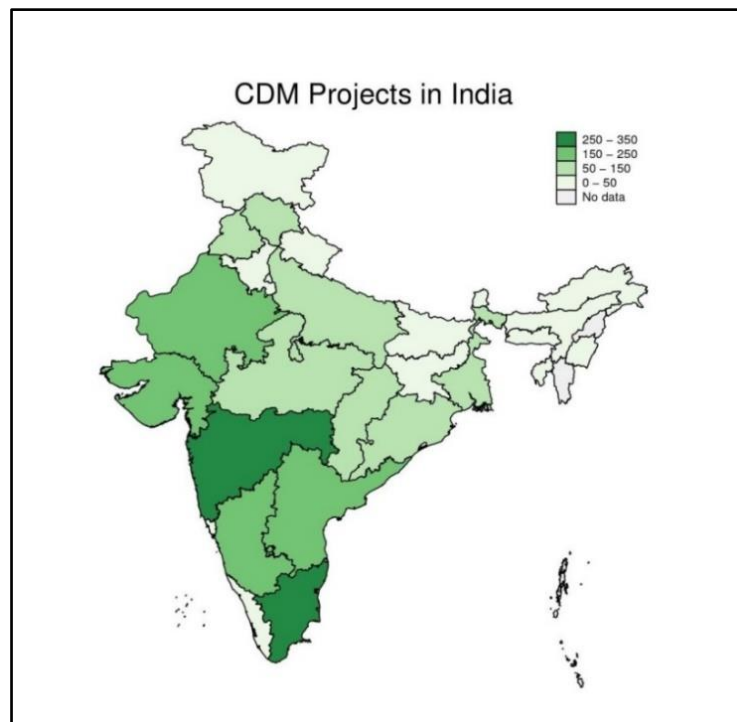 CDM Projects in India
250 – 350
150 – 250
50 – 150
0 – 50
No data